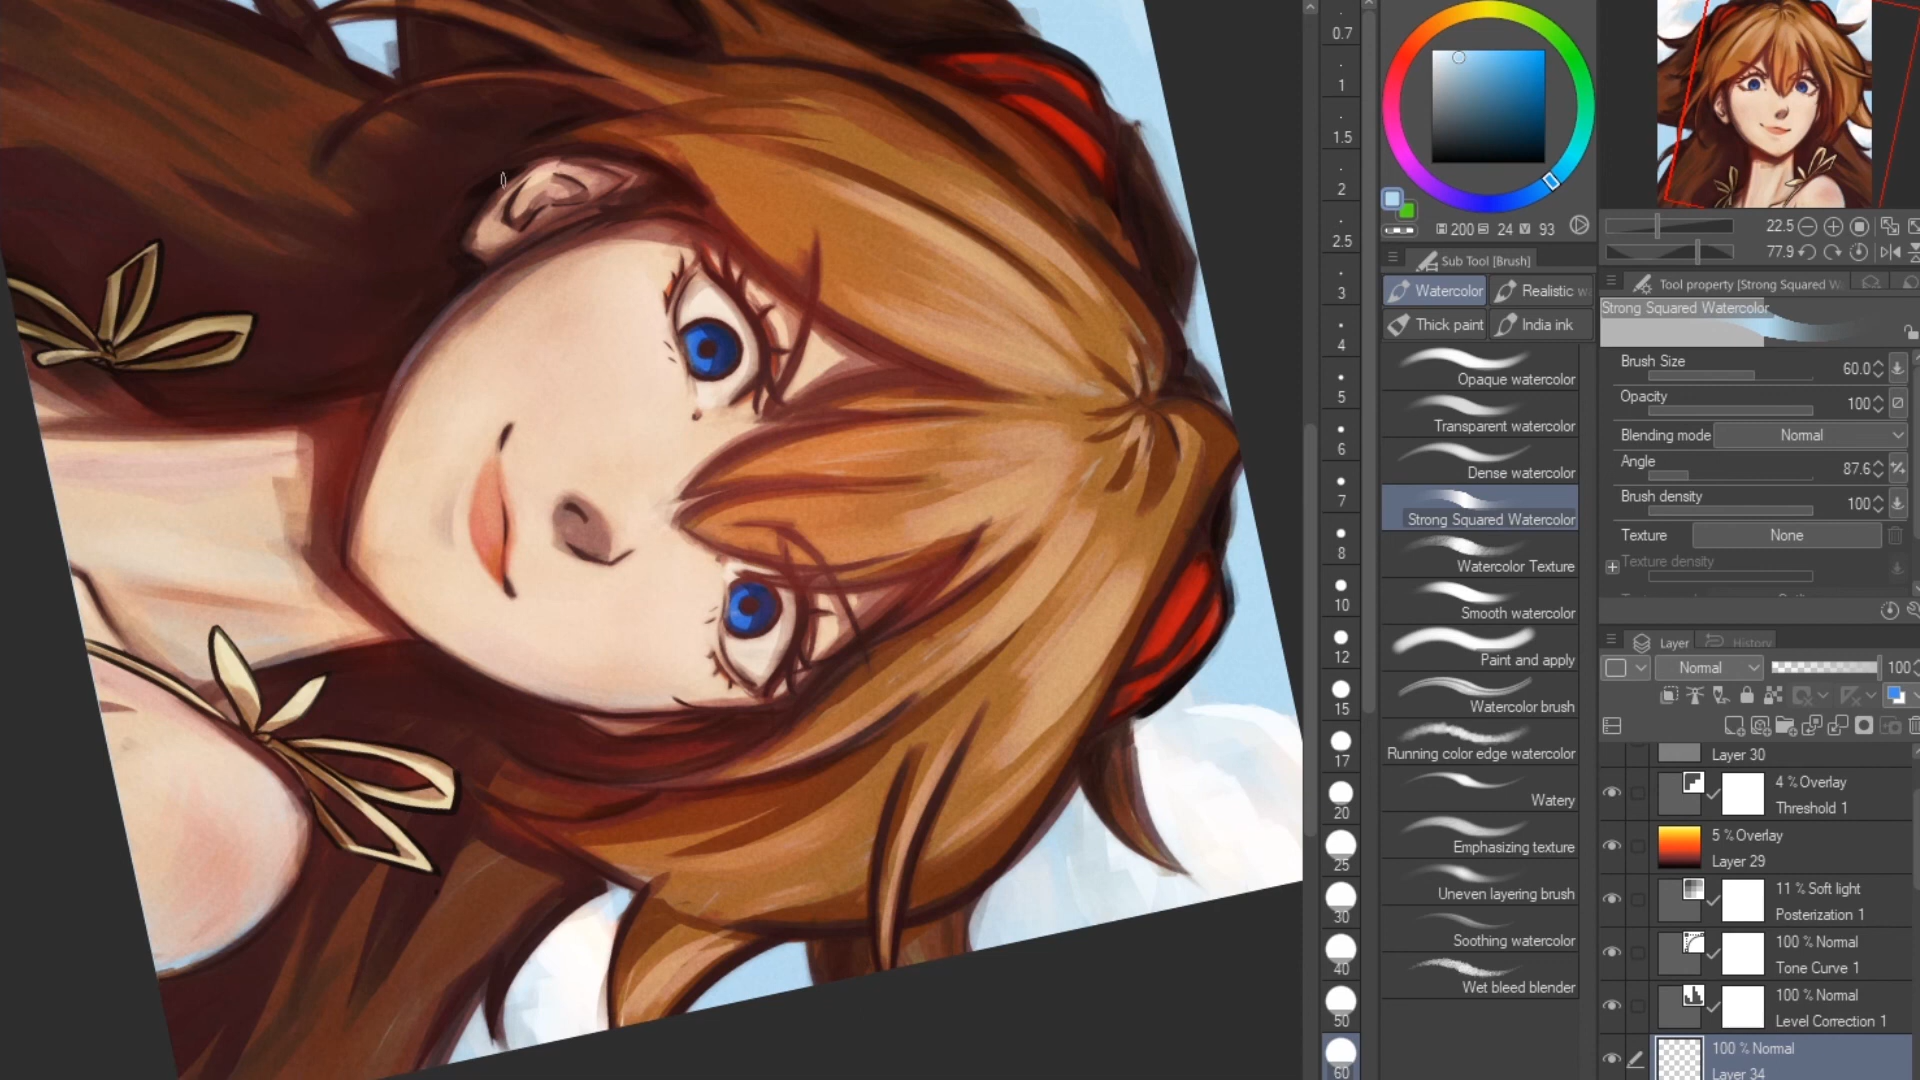 0.7
1
1.5
2
2.5
3
4
5
6
7
8
10
12
15
17
20
25
30
40
50
60
H 200 S 24 V 93
Sub Tool [Brush]
Watercolor
Realistic
Thick paint
India ink
Opaque watercolor
Transparent watercolor
Dense watercolor
Strong Squared Watercolor
Watercolor Texture
Smooth watercolor
Paint and apply
Watercolor brush
Running color edge watercolor
Watery
Emphasizing texture
Uneven layering brush
Soothing watercolor
Wet bleed blender
22.5
77.9
Tool property [Strong Squared W
Strong Squared Watercolor
Brush Size 60.0
Opacity 100
Blending mode Normal
Angle 87.6
Brush density 100
Texture None
Texture density
Layer History
Normal 100
Layer 30
4 % Overlay
Threshold 1
5 % Overlay
Layer 29
11 % Soft light
Posterization 1
100 % Normal
Tone Curve 1
100 % Normal
Level Correction 1
100 % Normal
Layer 34